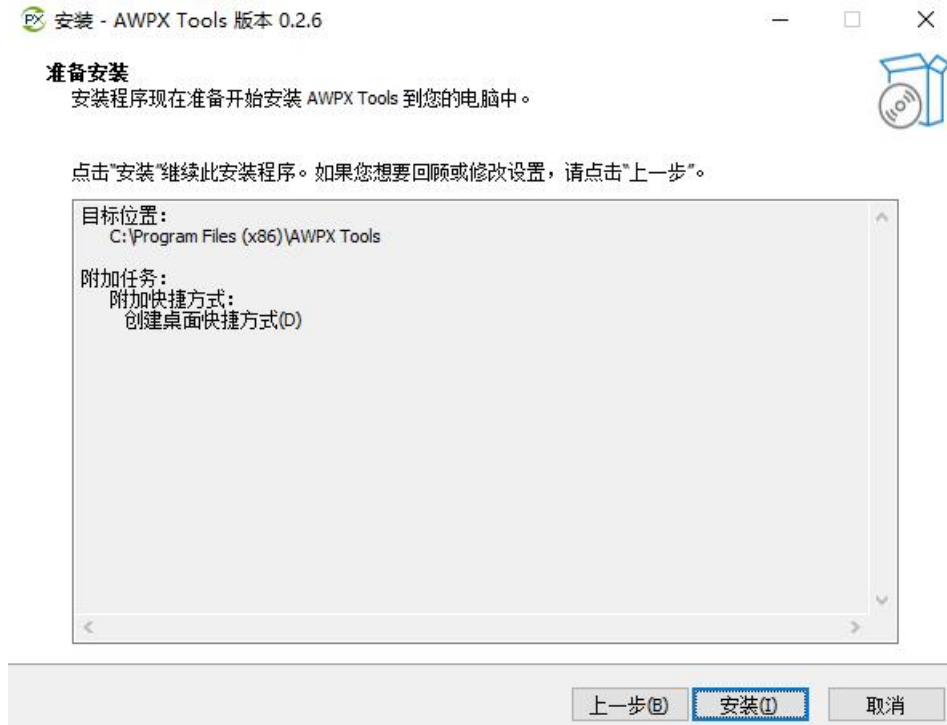 PX 安装 - AWPX Tools 版本 0.2.6
准备安装
安装程序现在准备开始安装 AWPX Tools 到您的电脑中。
点击"安装"继续此安装程序。如果您想要回顾或修改设置，请点击"上一步"。
目标位置：
C:\Program Files (x86)\AWPX Tools
附加任务：
附加快捷方式：
创建桌面快捷方式(D)
上一步(B) 安装(I) 取消